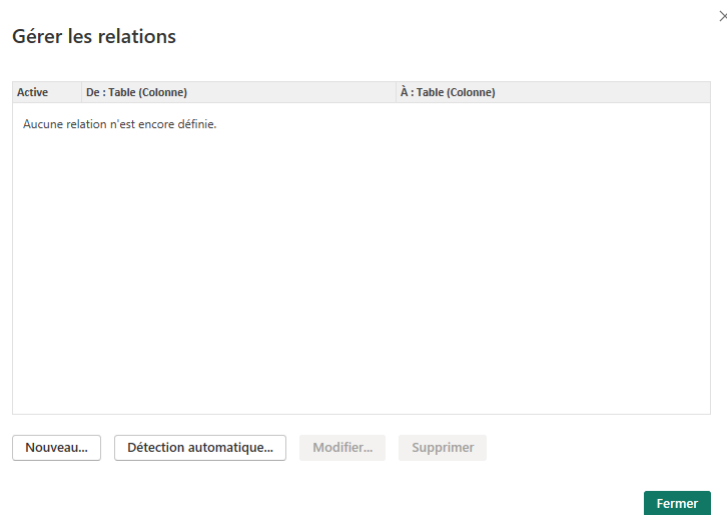 Gérer les relations
Active De : Table (Colonne) À : Table (Colonne)
Aucune relation n'est encore définie.
Nouveau... Détection automatique... Modifier... Supprimer
Fermer